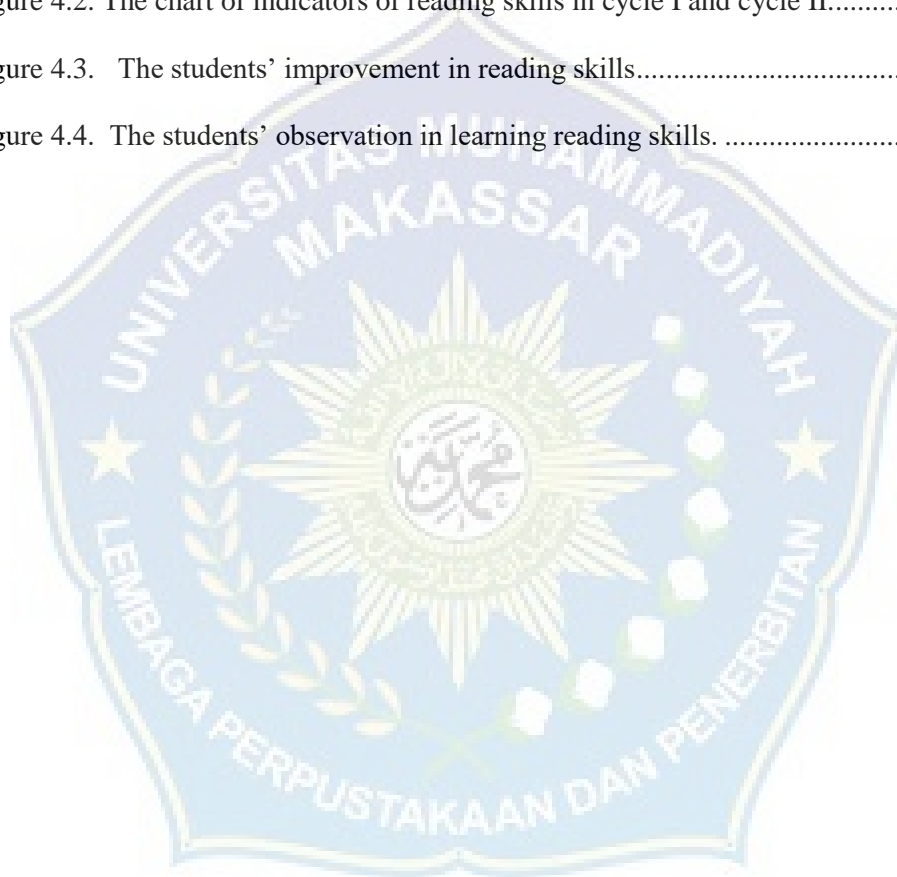 gure 4.2. The chart of indicators of reading skills in cycle I and cycle II..........
gure 4.3. The students’ improvement in reading skills...................................
gure 4.4. The students’ observation in learning reading skills. .......................
UNIVERSITAS MUHAMMADIYAH
MAKASSAR
LEMBAGA PERPUSTAKAAN DAN PENERBITAN